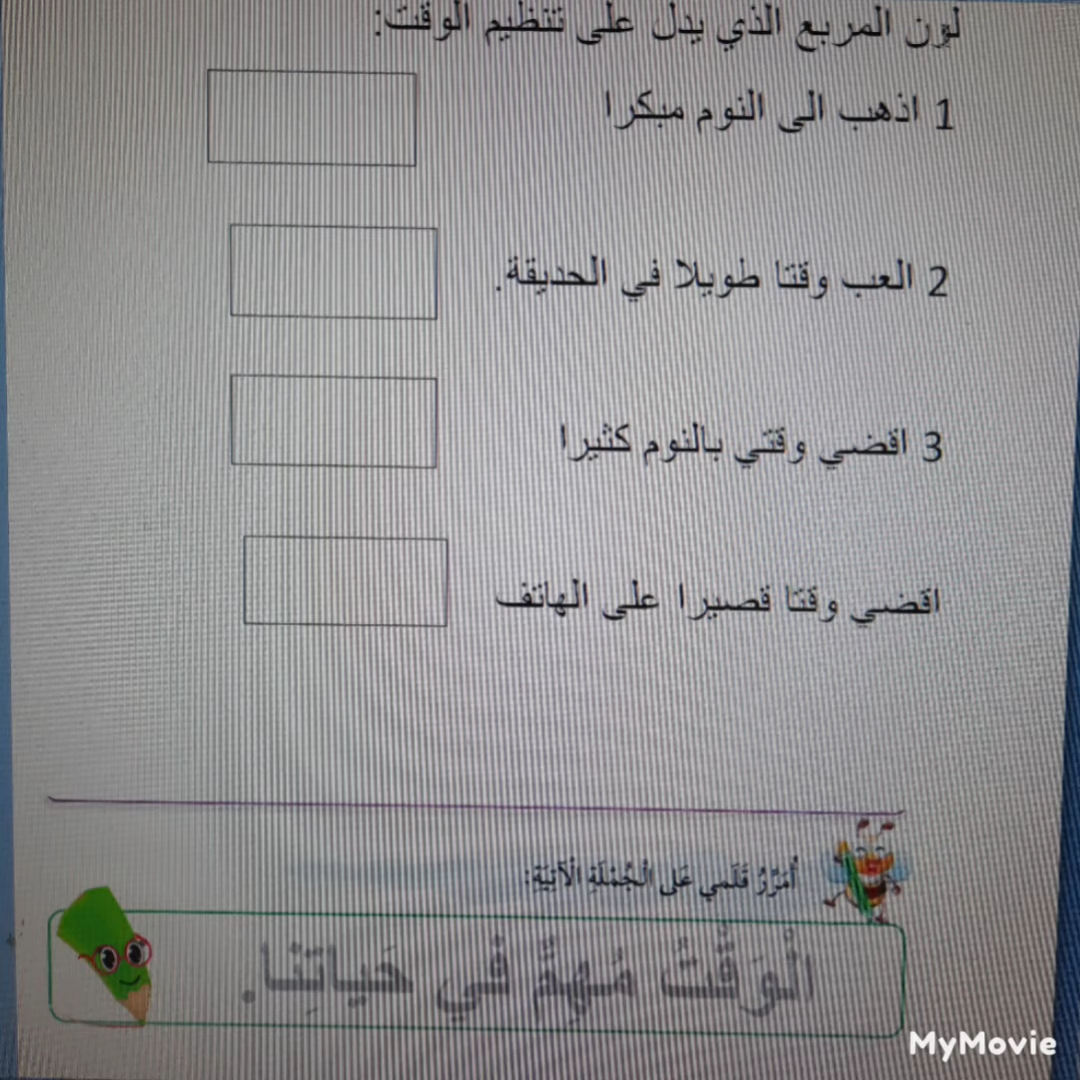 لون المربع الذي يدل على تنظيم الوقت:
1 اذهب الى النوم مبكرا
2 العب وقتا طويلا في الحديقة.
3 اقضي وقتي بالنوم كثيرا
اقضي وقتا قصيرا على الهاتف
أُمَرِّرُ قَلَمي عَلى الْجُمْلَةِ الْآتِيَةِ:
الْوَقْتُ مُهِمٌّ في حَياتِنا.
MyMovie